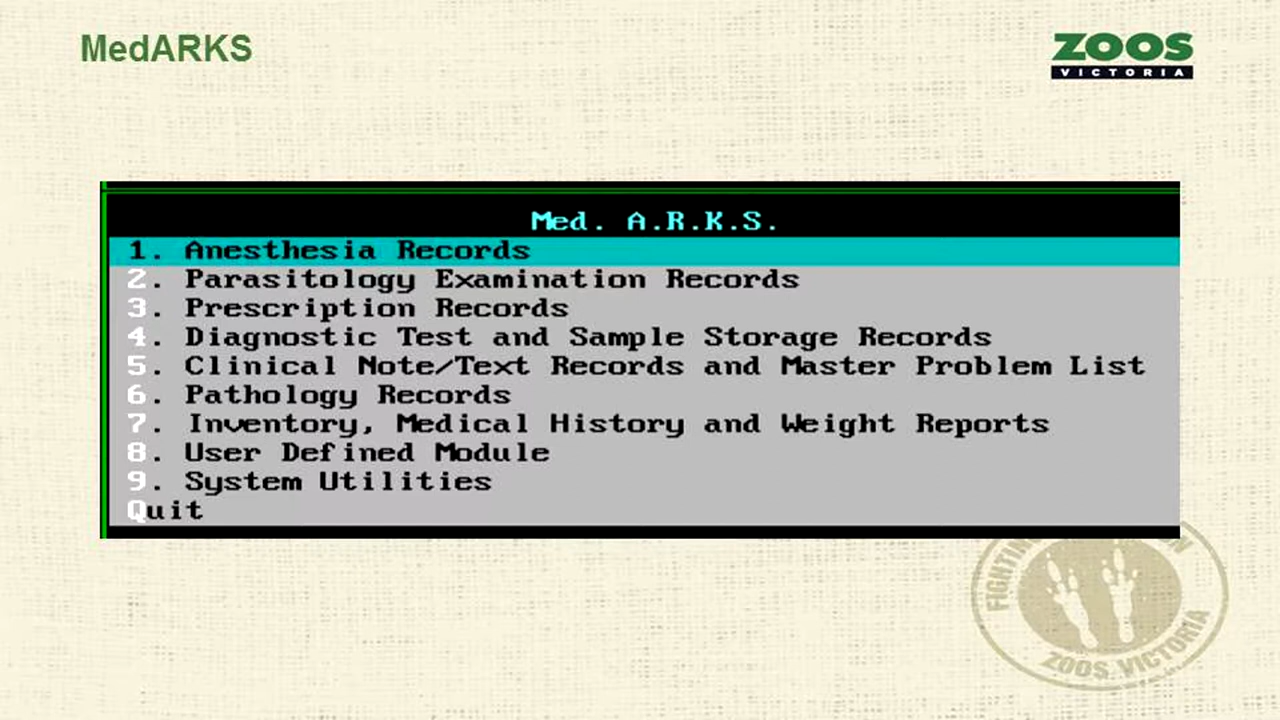 MedARKS
ZOOS
VICTORIA
Med. A.R.K.S.
1. Anesthesia Records
2. Parasitology Examination Records
3. Prescription Records
4. Diagnostic Test and Sample Storage Records
5. Clinical Note/Text Records and Master Problem List
6. Pathology Records
7. Inventory, Medical History and Weight Reports
8. User Defined Module
9. System Utilities
Quit
FIGHTING
ZOOS VICTORIA